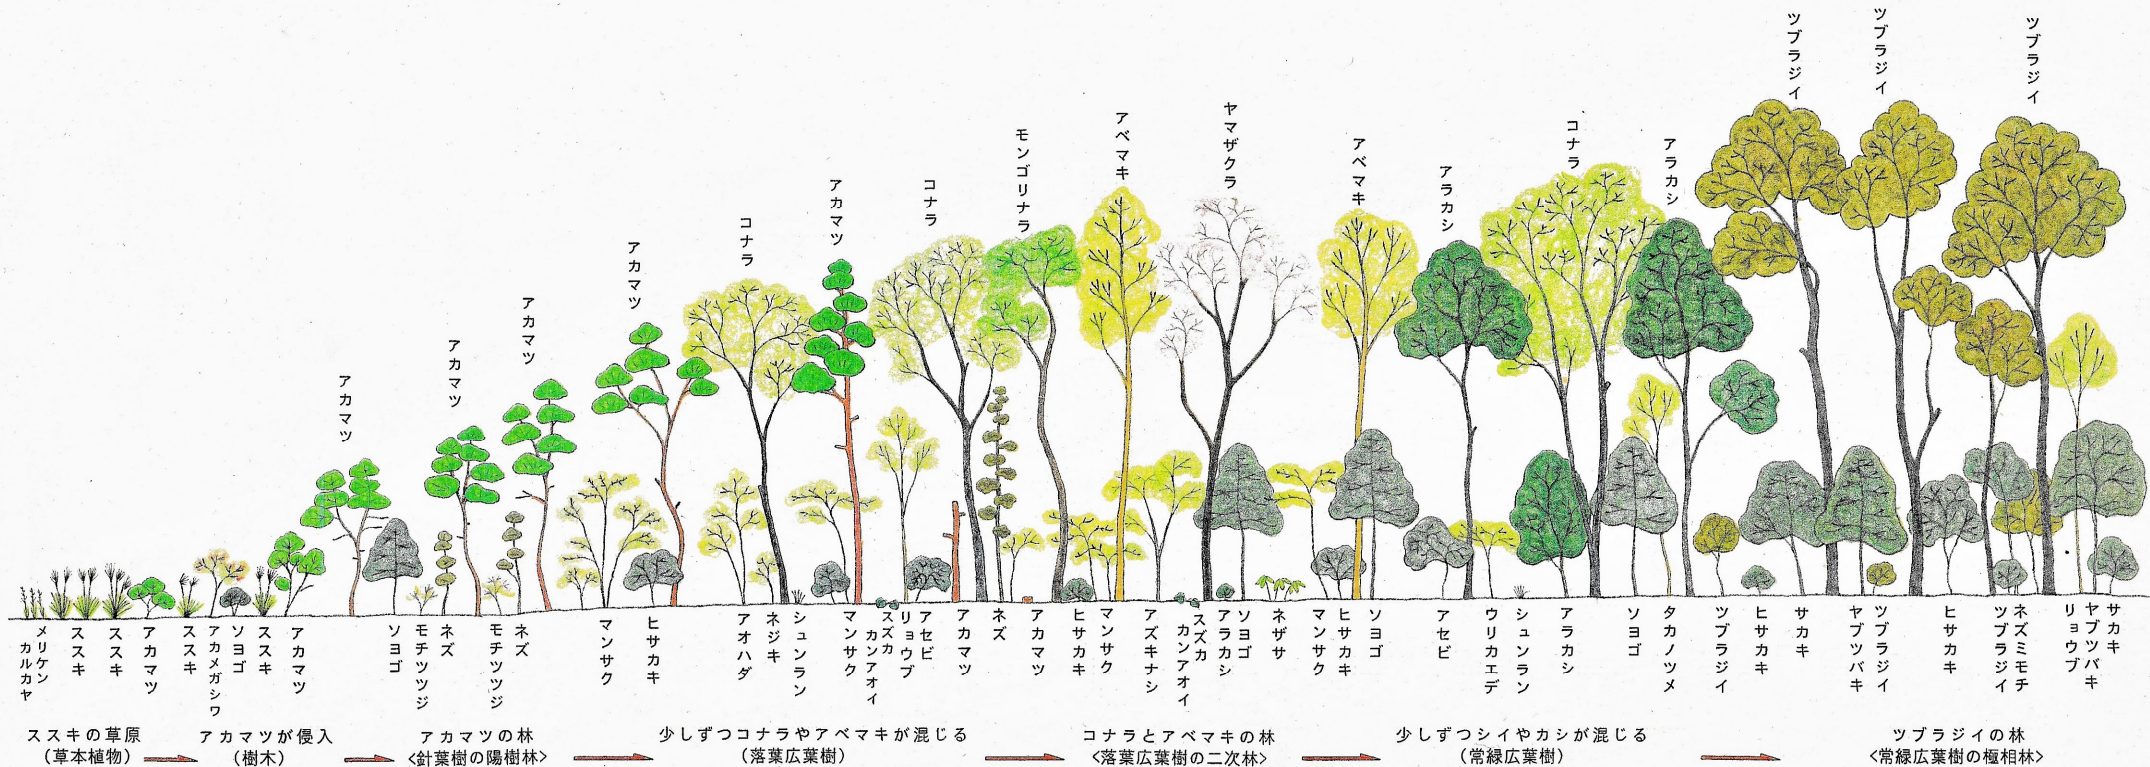 アカマツ
アカマツ
アカマツ
アカマツ
コナラ
アカマツ
コナラ
モンゴリナラ
アベマキ
ヤマザクラ
アベマキ
アラカシ
コナラ
アラカシ
ツブラジイ
ツブラジイ
ツブラジイ
メリケン
カルカヤ
ススキ
ススキ
アカマツ
ススキ
アカメガシワ
ソヨゴ
ススキ
アカマツ
ソヨゴ
モチツツジ
ネズ
モチツツジ
ネズ
マンサク
ヒサカキ
アオハダ
ネジキ
シュンラン
マンサク
スズカ
カンアオイ
リョウブ
アセビ
アカマツ
ネズ
アカマツ
ヒサカキ
マンサク
アズキナシ
スズカ
カンアオイ
アラカシ
ソヨゴ
ネザサ
マンサク
ヒサカキ
ソヨゴ
アセビ
ウリカエデ
シュンラン
アラカシ
ソヨゴ
タカノツメ
ツブラジイ
ヒサカキ
サカキ
ヤブツバキ
ツブラジイ
ヒサカキ
ツブラジイ
ネズミモチ
リョウブ
ヤブツバキ
サカキ
ススキの草原
(草本植物)
アカマツが侵入
(樹木)
アカマツの林
<針葉樹の陽樹林>
少しずつコナラやアベマキが混じる
(落葉広葉樹)
コナラとアベマキの林
<落葉広葉樹の二次林>
少しずつシイやカシが混じる
(常緑広葉樹)
ツブラジイの林
<常緑広葉樹の極相林>